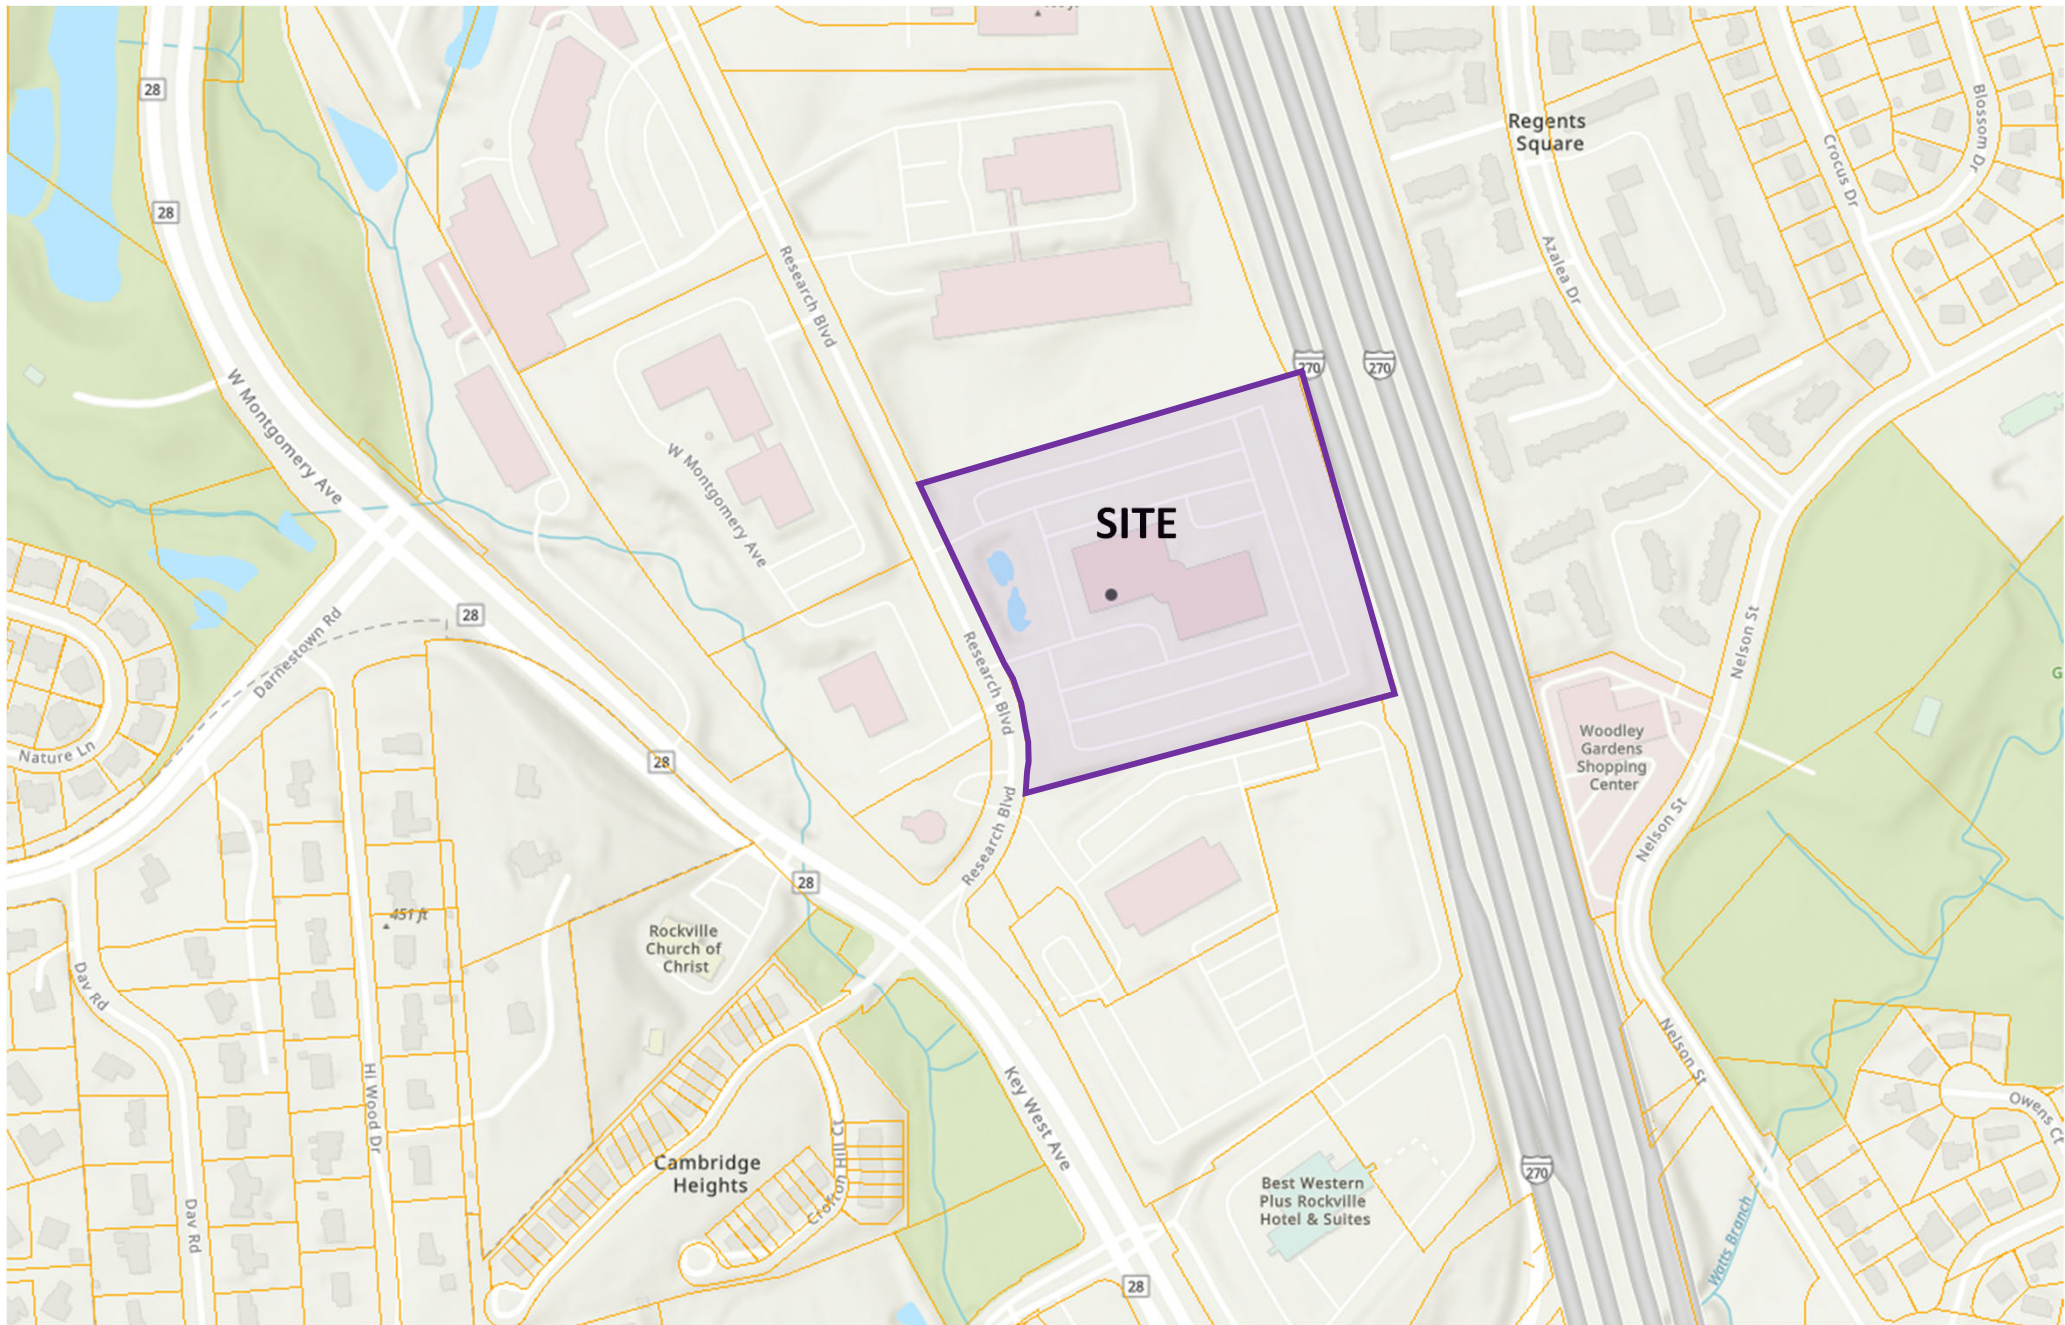 28
28
Regents
Square
Blossom Dr
Crocus Dr
Azalea Dr
Research Blvd
270
270
W Montgomery Ave
W Montgomery Ave
SITE
28
Darnestown Rd
Research Blvd
Nelson St
Nature Ln
28
Woodley
Gardens
Shopping
Center
G
Research Blvd
Nelson St
28
451 ft
Rockville
Church of
Christ
Dav Rd
Hi Wood Dr
Key West Ave
Nelson St
Owens Ct
Cambridge
Heights
Crofton Hill Ct
270
Best Western
Plus Rockville
Hotel & Suites
Dav Rd
Watts Branch
28